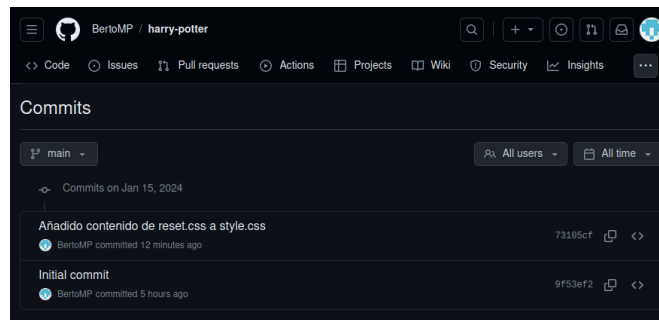 BertoMP / harry-potter
Code Issues Pull requests Actions Projects Wiki Security Insights
Commits
main All users All time
Commits on Jan 15, 2024
Añadido contenido de reset.css a style.css
73105cf
BertoMP committed 12 minutes ago
Initial commit
9f53ef2
BertoMP committed 5 hours ago